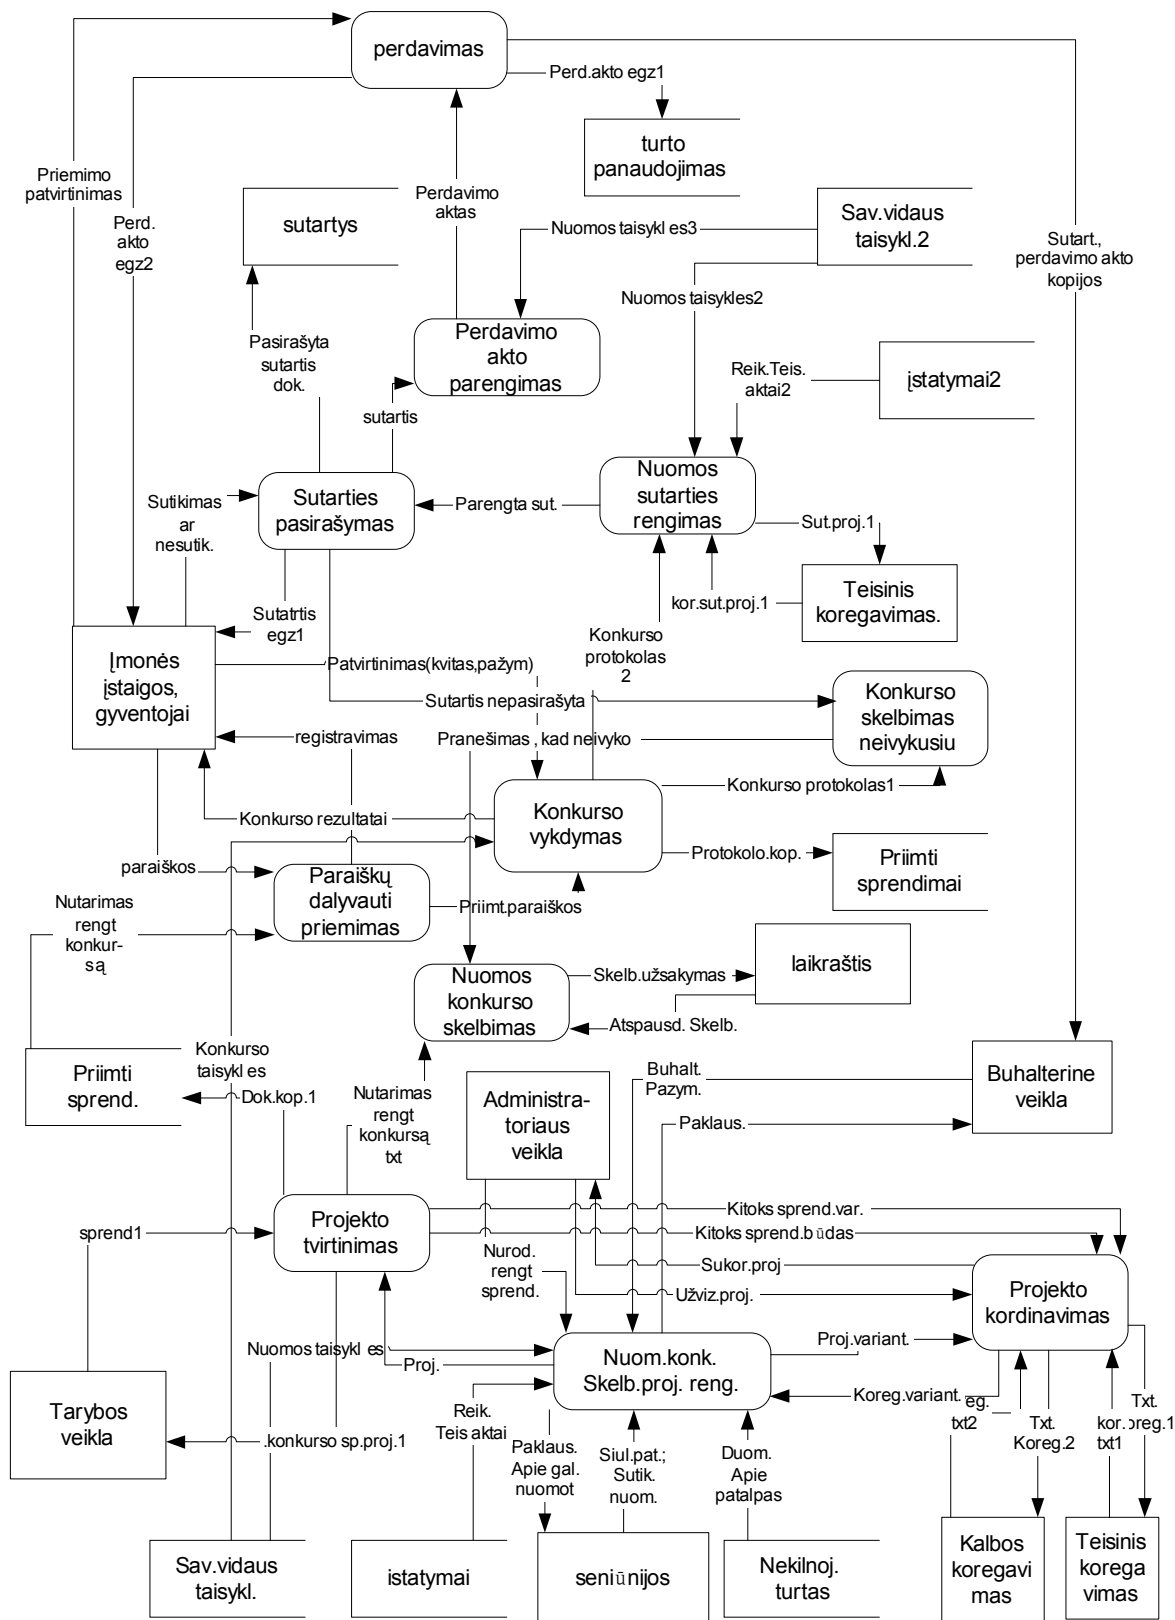 perdavimas
Perd.akto egz1
turto
panaudojimas
Priemimo
patvirtinimas
Perdavimo
aktas
sutartys
Sav.vidaus
taisykl.2
Perd.
akto
egz2
Nuomos taisykl es3
Sutart.,
perdavimo akto
kopijos
Nuomos taisykles2
Perdavimo
akto
parengimas
Pasirašyta
sutartis
dok.
Reik.Teis.
aktai2
įstatymai2
sutartis
Sutikimas
ar
nesutik.
Sutarties
pasirašymas
Parengta sut.
Nuomos
sutarties
rengimas
Sut.proj.1
Teisinis
koregavimas.
kor.sut.proj.1
Sutatrtis
egz1
Konkurso
protokolas
2
Įmonės
įstaigos,
gyventojai
Patvirtinimas(kvitas,pažym)
Sutartis nepasirašyta
Konkurso
skelbimas
neivykusiu
registravimas
Pranešimas , kad neivyko
Konkurso protokolas1
Konkurso rezultatai
Konkurso
vykdymas
Protokolo.kop.
Priimti
sprendimai
paraiškos
Paraiškų
dalyvauti
priemimas
Priimt.paraiškos
Nutarimas
rengt
konkur-
są
Nuomos
konkurso
skelbimas
Skelb.užsakymas
laikraštis
Atspausd. Skelb.
Konkurso
taisykl es
Priimti
sprend.
Dok.kop.1
Nutarimas
rengt
konkursą
txt
Administra-
toriaus
veikla
Buhalt.
Pazym.
Buhalterine
veikla
Paklaus.
Projekto
tvirtinimas
Kitoks sprend.var.
sprend1
Kitoks sprend.būdas
Nurod.
rengt
sprend.
Sukor.proj
Užviz.proj.
Projekto
kordinavimas
Nuomos taisykl es
Proj.
Nuom.konk.
Skelb.proj. reng.
Proj.variant.
Koreg.variant.
Tarybos
veikla
.konkurso sp.proj.1
Reik.
Teis aktai
Paklaus.
Apie gal.
nuomot
Siul.pat.;
Sutik.
nuom.
Duom.
Apie
patalpas
eg.
txt2
Txt.
Koreg.2
kor.
txt1
Txt.
oreg.1
Sav.vidaus
taisykl.
istatymai
seniūnijos
Nekilnoj.
turtas
Kalbos
koregavi
mas
Teisinis
korega
vimas